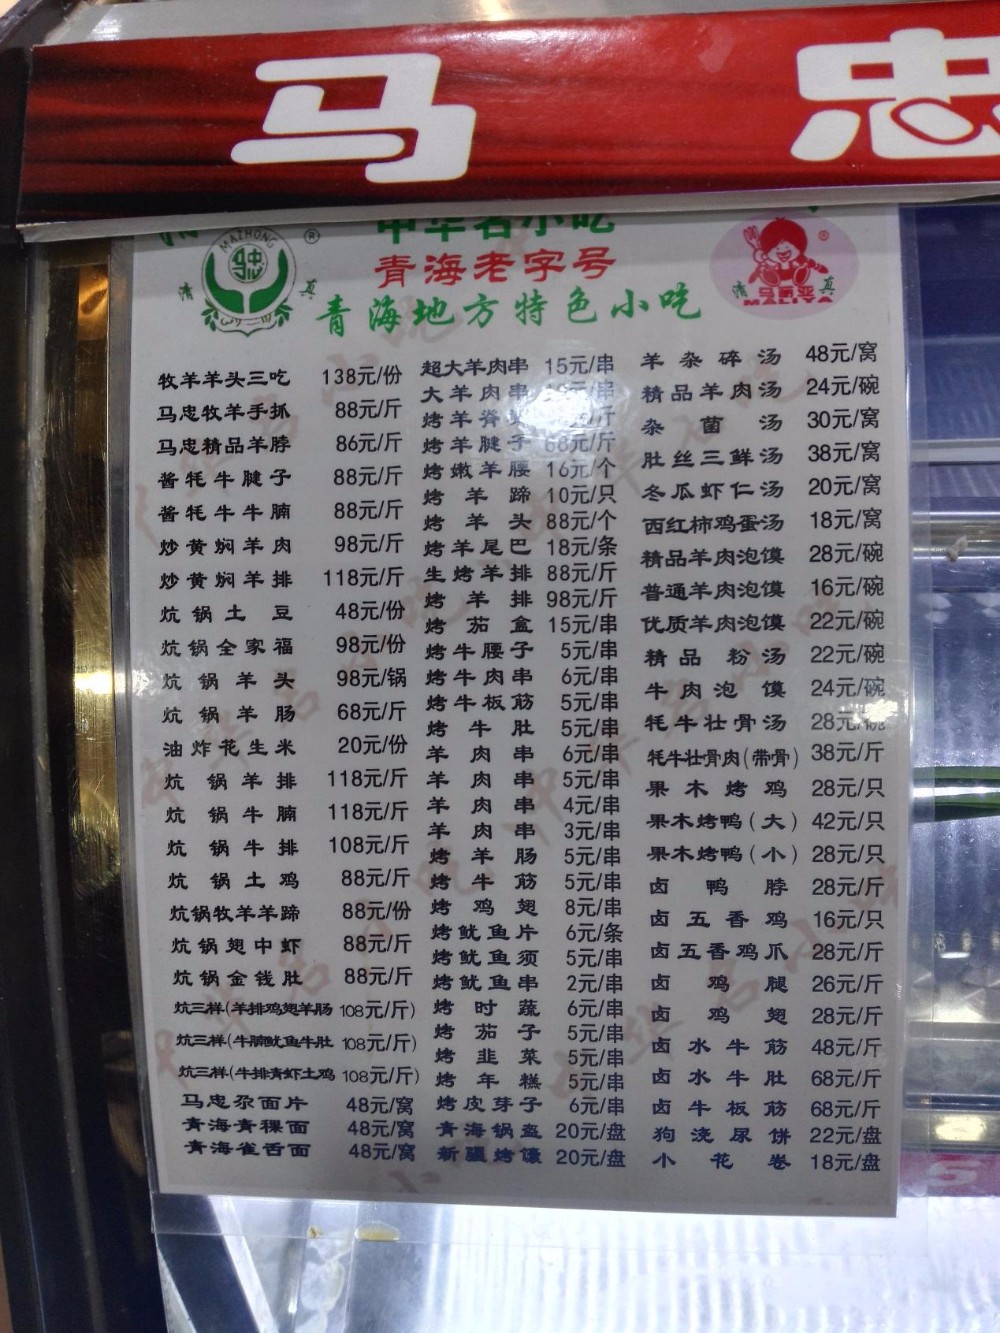 马忠
中华名小吃
青海老字号
青海地方特色小吃
MAZHONG
马忠
®
清 真
®
清 真
MALIYA
牧羊羊头三吃 138元/份
马忠牧羊手抓 88元/斤
马忠精品羊脖 86元/斤
酱牦牛腱子 88元/斤
酱牦牛牛腩 88元/斤
炒黄焖羊肉 98元/斤
炒黄焖羊排 118元/斤
炕锅土豆 48元/份
炕锅全家福 98元/份
炕锅羊头 98元/锅
炕锅羊肠 68元/斤
油炸花生米 20元/份
炕锅羊排 118元/斤
炕锅牛腩 118元/斤
炕锅牛排 108元/斤
炕锅土鸡 88元/斤
炕锅牧羊羊蹄 88元/份
炕锅翅中虾 88元/斤
炕锅金钱肚 88元/斤
炕三样(羊排鸡翅羊肠 108元/斤)
炕三样(牛腩鱿鱼牛肚 108元/斤)
炕三样(牛排青虾土鸡 108元/斤)
马忠尕面片 48元/窝
青海青稞面 48元/窝
青海雀舌面 48元/窝
超大羊肉串 15元/串
大羊肉串 元/串
烤羊脊 元/斤
烤羊腱子 68元/斤
烤嫩羊腰 16元/个
烤羊蹄 10元/只
烤羊头 88元/个
烤羊尾巴 18元/条
生烤羊排 88元/斤
烤羊排 98元/斤
烤茄盒 15元/串
烤牛腰子 5元/串
烤牛肉串 6元/串
烤牛板筋 5元/串
烤牛肚 5元/串
羊肉串 6元/串
羊肉串 5元/串
羊肉串 4元/串
羊肉串 3元/串
烤羊肠 5元/串
烤牛筋 5元/串
烤鸡翅 8元/串
烤鱿鱼片 6元/条
烤鱿鱼须 5元/串
烤鱿鱼串 2元/串
烤时蔬 6元/串
烤茄子 5元/串
烤韭菜 5元/串
烤年糕 5元/串
烤皮芽子 6元/串
青海锅盔 20元/盘
新疆烤馕 20元/盘
羊杂碎汤 48元/窝
精品羊肉汤 24元/碗
杂菌汤 30元/窝
肚丝三鲜汤 38元/窝
冬瓜虾仁汤 20元/窝
西红柿鸡蛋汤 18元/窝
精品羊肉泡馍 28元/碗
普通羊肉泡馍 16元/碗
优质羊肉泡馍 22元/碗
精品粉汤 22元/碗
牛肉泡馍 24元/碗
牦牛壮骨汤 28元/碗
牦牛壮骨肉(带骨) 38元/斤
果木烤鸡 28元/只
果木烤鸭(大) 42元/只
果木烤鸭(小) 28元/只
卤鸭脖 28元/斤
卤五香鸡 16元/只
卤五香鸡爪 28元/斤
卤鸡腿 26元/斤
卤鸡翅 28元/斤
卤水牛筋 48元/斤
卤水牛肚 68元/斤
卤牛板筋 68元/斤
狗浇尿饼 22元/盘
小花卷 18元/盘